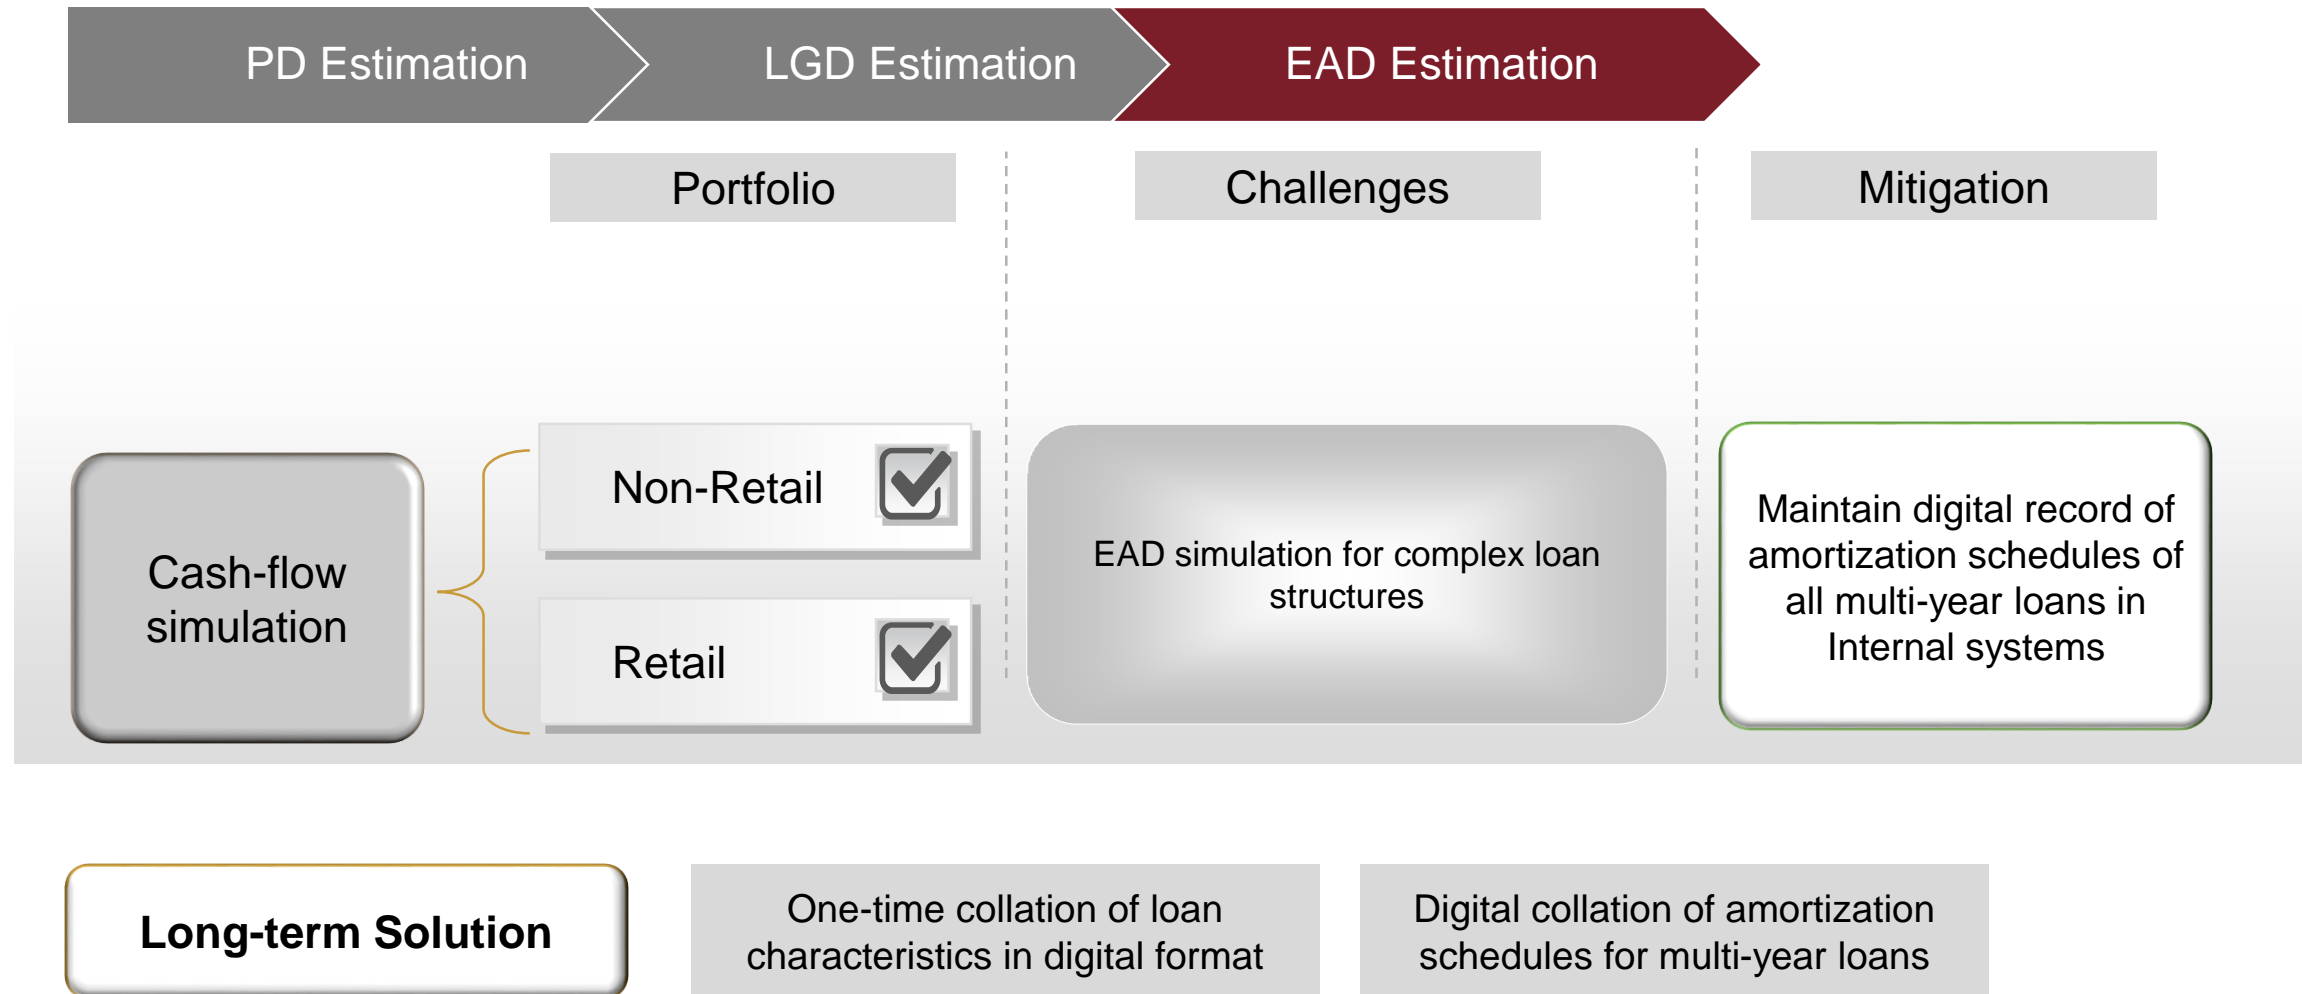 PD Estimation
LGD Estimation
EAD Estimation
Portfolio
Challenges
Mitigation
Cash-flow
simulation
Non-Retail
Retail
EAD simulation for complex loan
structures
Maintain digital record of
amortization schedules of
all multi-year loans in
Internal systems
Long-term Solution
One-time collation of loan
characteristics in digital format
Digital collation of amortization
schedules for multi-year loans